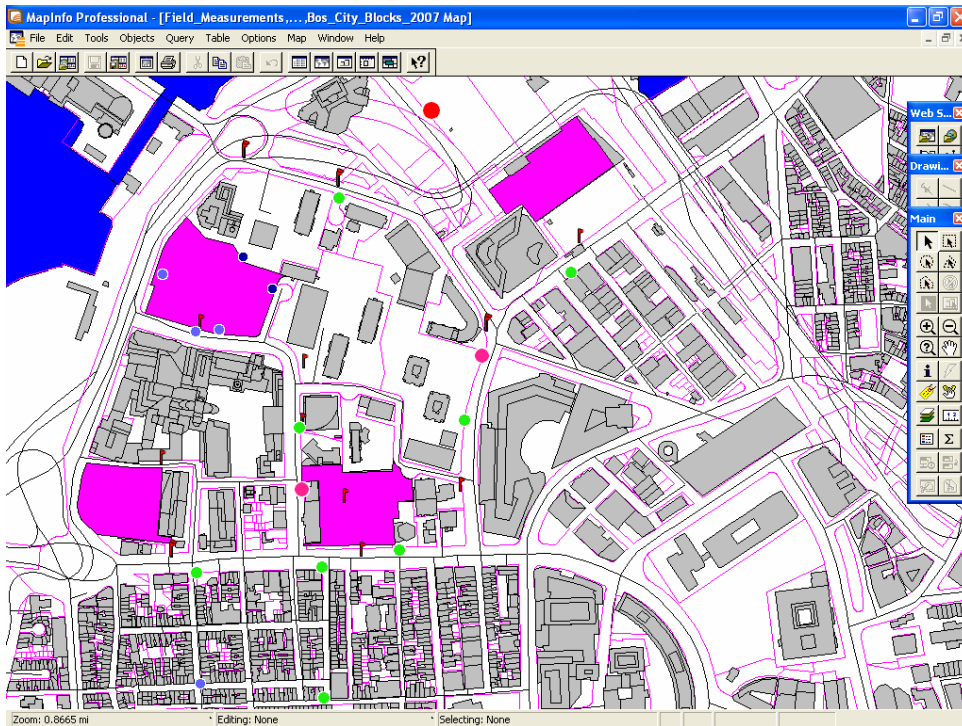 MapInfo Professional - [Field_Measurements,...,Bos_City_Blocks_2007 Map]
File Edit Tools Objects Query Table Options Map Window Help
Web S...
Drawi...
Main
Zoom: 0.8665 mi
Editing: None
Selecting: None